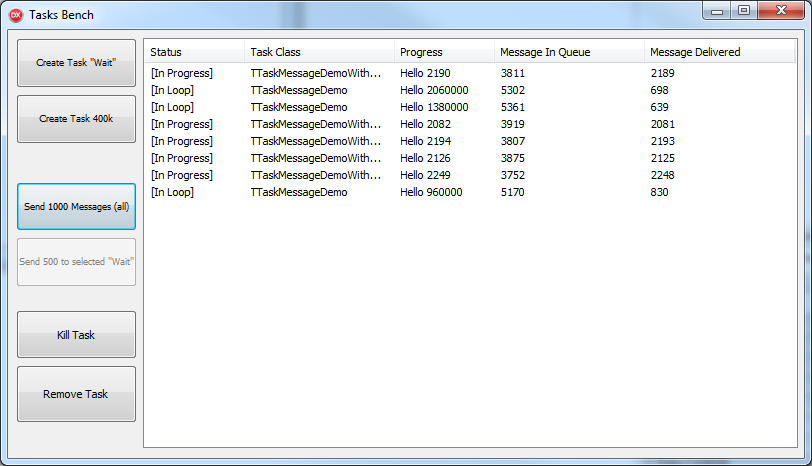 DX Tasks Bench
Create Task "Wait"
Create Task 400k
Send 1000 Messages (all)
Send 500 to selected "Wait"
Kill Task
Remove Task
Status Task Class Progress Message In Queue Message Delivered
[In Progress] TTaskMessageDemoWith... Hello 2190 3811 2189
[In Loop] TTaskMessageDemo Hello 2060000 5302 698
[In Loop] TTaskMessageDemo Hello 1380000 5361 639
[In Progress] TTaskMessageDemoWith... Hello 2082 3919 2081
[In Progress] TTaskMessageDemoWith... Hello 2194 3807 2193
[In Progress] TTaskMessageDemoWith... Hello 2126 3875 2125
[In Progress] TTaskMessageDemoWith... Hello 2249 3752 2248
[In Loop] TTaskMessageDemo Hello 960000 5170 830